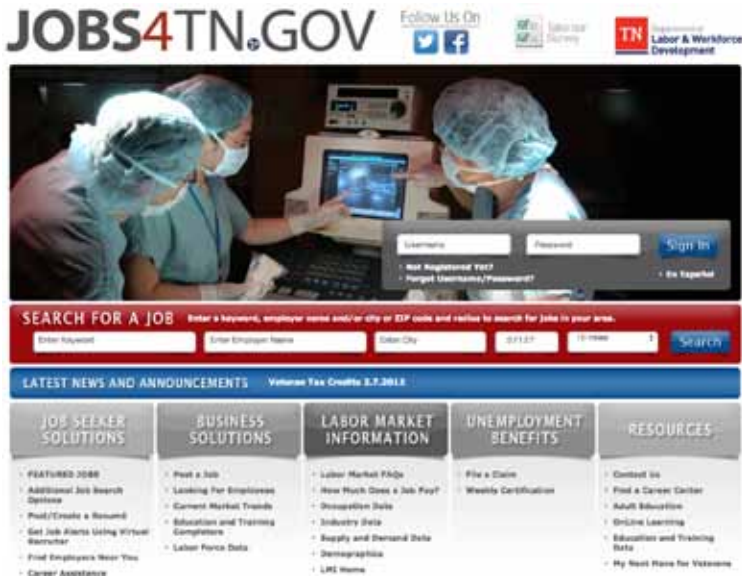 JOBS4TN.GOV
Follow Us On
Survey
TN
Department of
Labor & Workforce
Development
Username
Password
Sign In
Not Registered Yet?
Forgot Username/Password?
En Español
SEARCH FOR A JOB Enter a keyword, employer name and/or city or ZIP code and radius to search for jobs in your area.
Enter Keyword
Enter Employer Name
Enter City
Search
LATEST NEWS AND ANNOUNCEMENTS Veteran Tax Credits
JOB SEEKER
SOLUTIONS
FEATURED JOBS
Additional Job Search
Options
Post/Create a Resumé
Get Job Alerts Using Virtual
Recruiter
Find Employers Near You
Career Assistance
BUSINESS
SOLUTIONS
Post a Job
Looking For Employees
Current Market Trends
Education and Training
Completers
Labor Force Data
LABOR MARKET
INFORMATION
Labor Market FAQs
How Much Does a Job Pay?
Occupation Data
Industry Data
Supply and Demand Data
Demographics
LMI Home
UNEMPLOYMENT
BENEFITS
File a Claim
Weekly Certification
RESOURCES
Contact Us
Find a Career Center
Adult Education
OnLine Learning
Education and Training
Data
My Next Move for Veterans